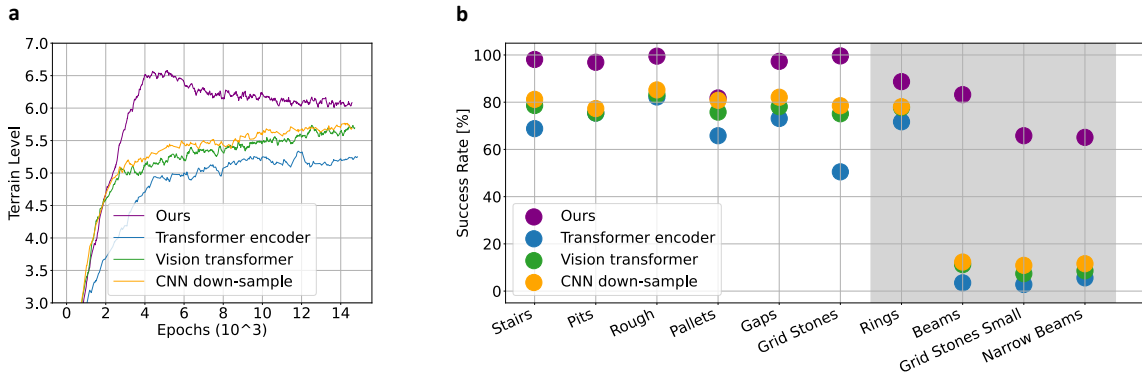 a
7.0
6.5
6.0
5.5
5.0
4.5
4.0
3.5
3.0
Terrain Level
0 2 4 6 8 10 12 14
Epochs (10^3)
Ours
Transformer encoder
Vision transformer
CNN down-sample
b
100
80
60
40
20
0
Success Rate [%]
Ours
Transformer encoder
Vision transformer
CNN down-sample
Stairs
Pits
Rough
Pallets
Gaps
Grid Stones
Rings
Beams
Grid Stones Small
Narrow Beams